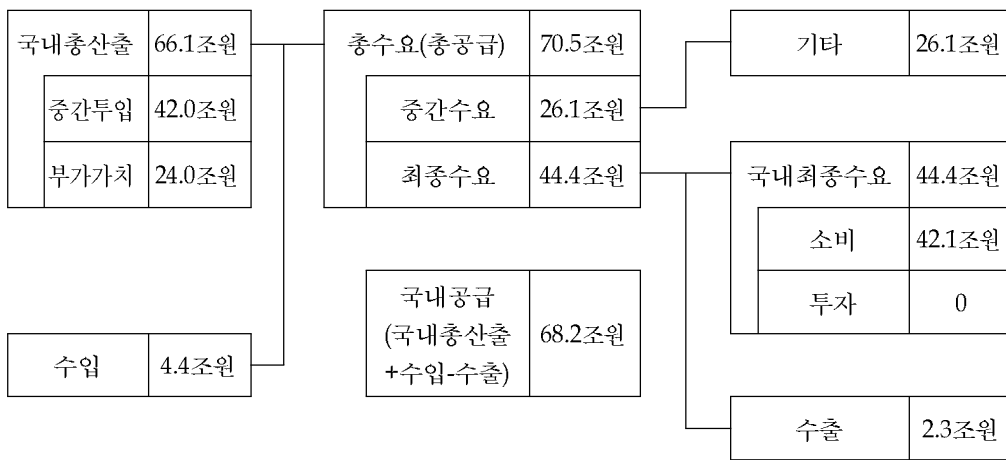 국내총산출 66.1조원
중간투입 42.0조원
부가가치 24.0조원
수입 4.4조원
총수요(총공급) 70.5조원
중간수요 26.1조원
최종수요 44.4조원
국내공급
(국내총산출
+수입-수출)
68.2조원
기타 26.1조원
국내최종수요 44.4조원
소비 42.1조원
투자 0
수출 2.3조원